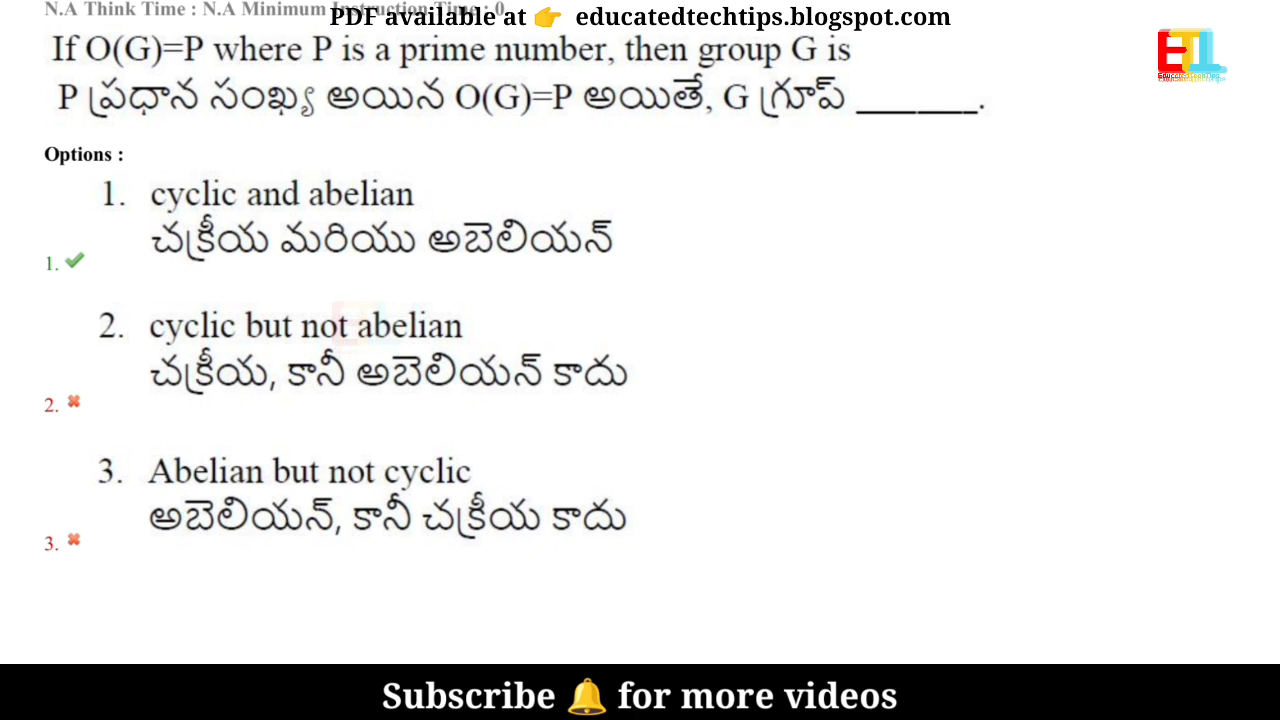 N.A Think Time : N.A Minimum Instruction Time : 0
PDF available at 👉 educatedtechtips.blogspot.com
If O(G)=P where P is a prime number, then group G is
P ప్రధాన సంఖ్య అయిన O(G)=P అయితే, G గ్రూప్ _______.
Options :
1. cyclic and abelian
చక్రీయ మరియు అబెలియన్
1. ✔
2. cyclic but not abelian
చక్రీయ, కానీ అబెలియన్ కాదు
2. ✖
3. Abelian but not cyclic
అబెలియన్, కానీ చక్రీయ కాదు
3. ✖
Subscribe 🔔 for more videos